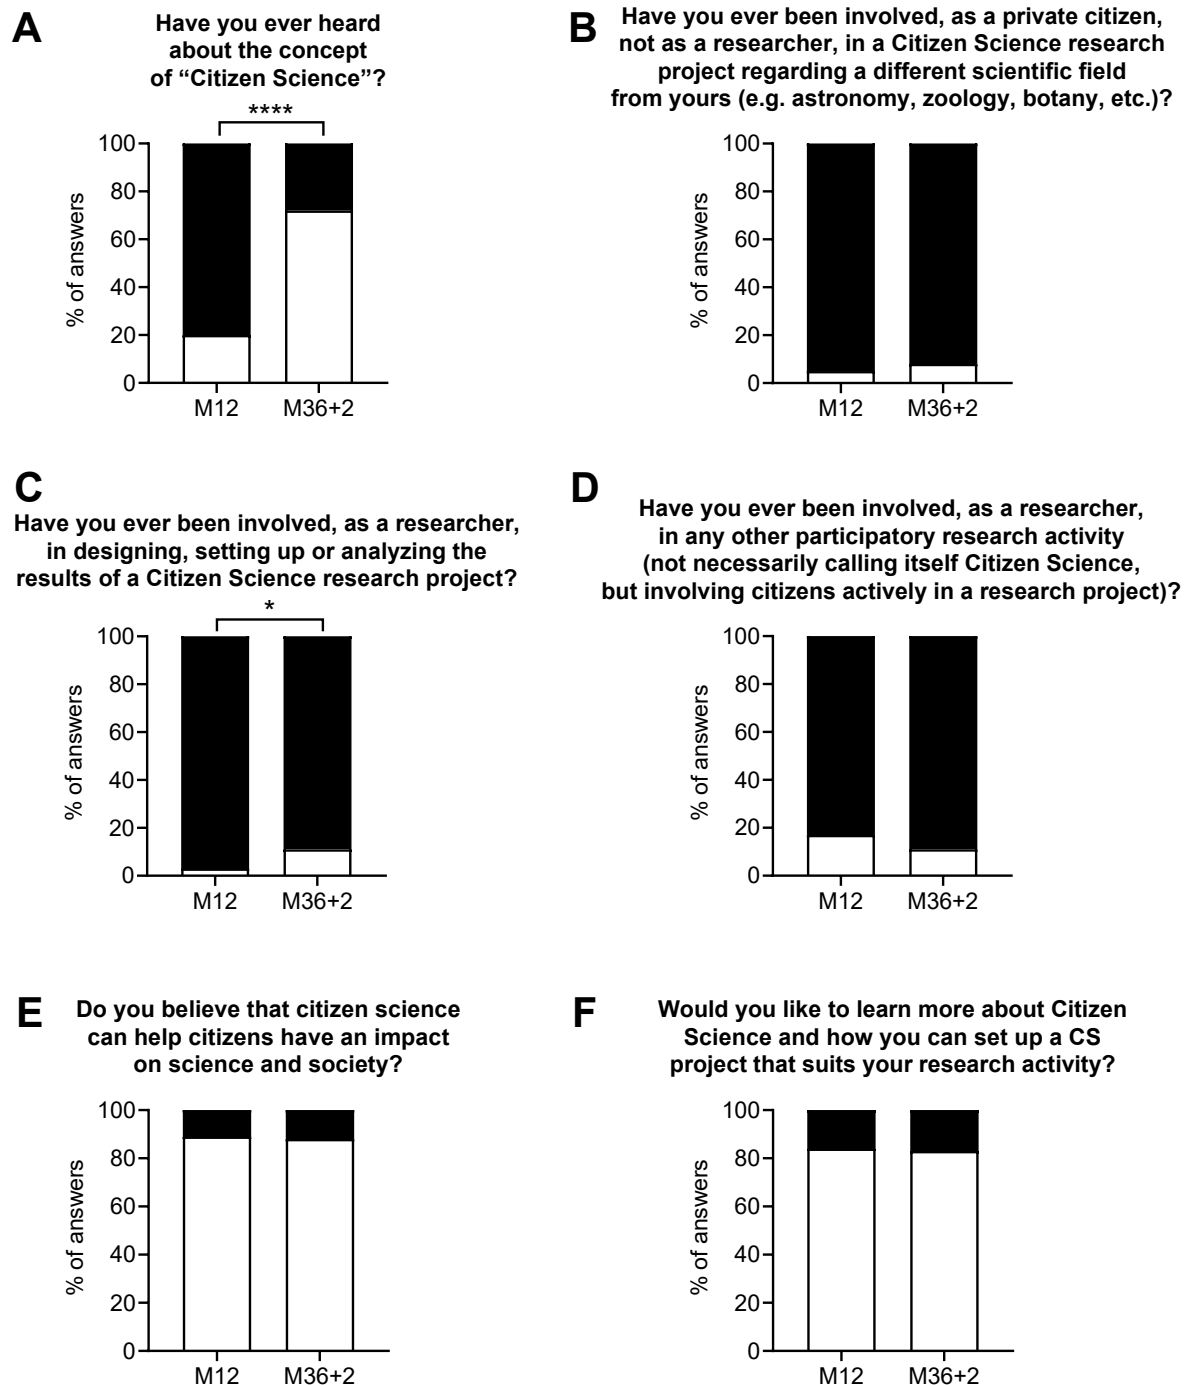 A
Have you ever heard
about the concept
of “Citizen Science”?
****
100
80
60
40
20
0
% of answers
M12 M36+2
B
Have you ever been involved, as a private citizen,
not as a researcher, in a Citizen Science research
project regarding a different scientific field
from yours (e.g. astronomy, zoology, botany, etc.)?
100
80
60
40
20
0
% of answers
M12 M36+2
C
Have you ever been involved, as a researcher,
in designing, setting up or analyzing the
results of a Citizen Science research project?
*
100
80
60
40
20
0
% of answers
M12 M36+2
D
Have you ever been involved, as a researcher,
in any other participatory research activity
(not necessarily calling itself Citizen Science,
but involving citizens actively in a research project)?
100
80
60
40
20
0
% of answers
M12 M36+2
E
Do you believe that citizen science
can help citizens have an impact
on science and society?
100
80
60
40
20
0
% of answers
M12 M36+2
F
Would you like to learn more about Citizen
Science and how you can set up a CS
project that suits your research activity?
100
80
60
40
20
0
% of answers
M12 M36+2